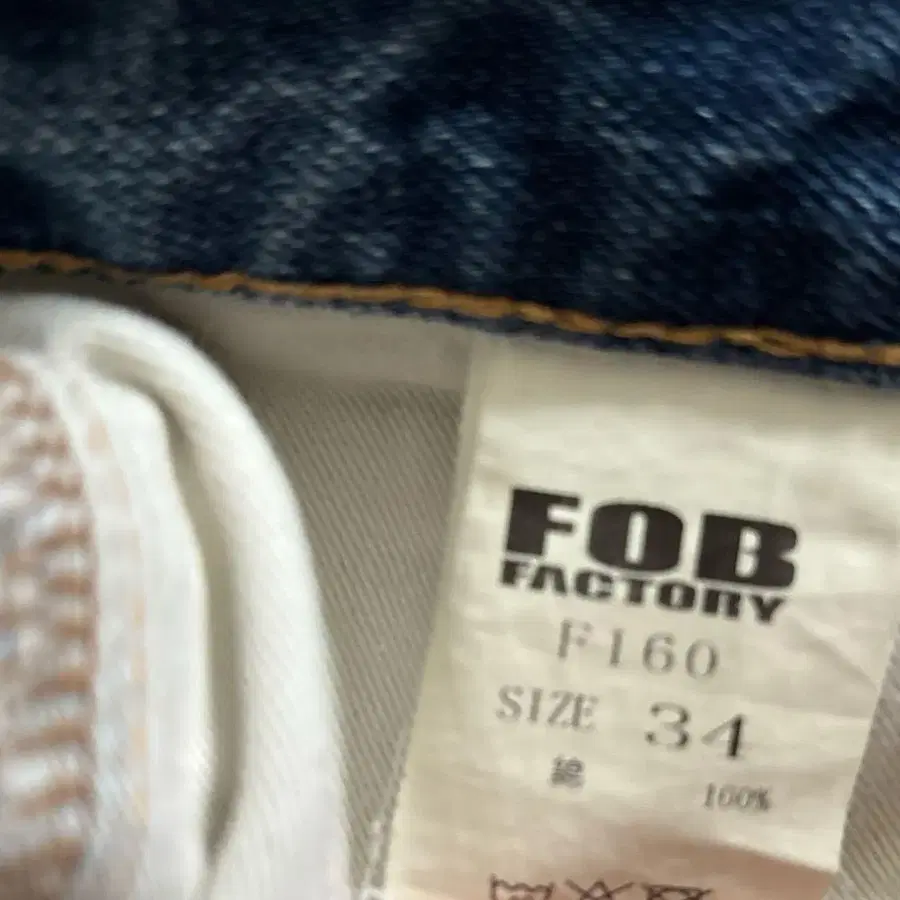 FOB
FACTORY
F160
SIZE 34
綿 100%